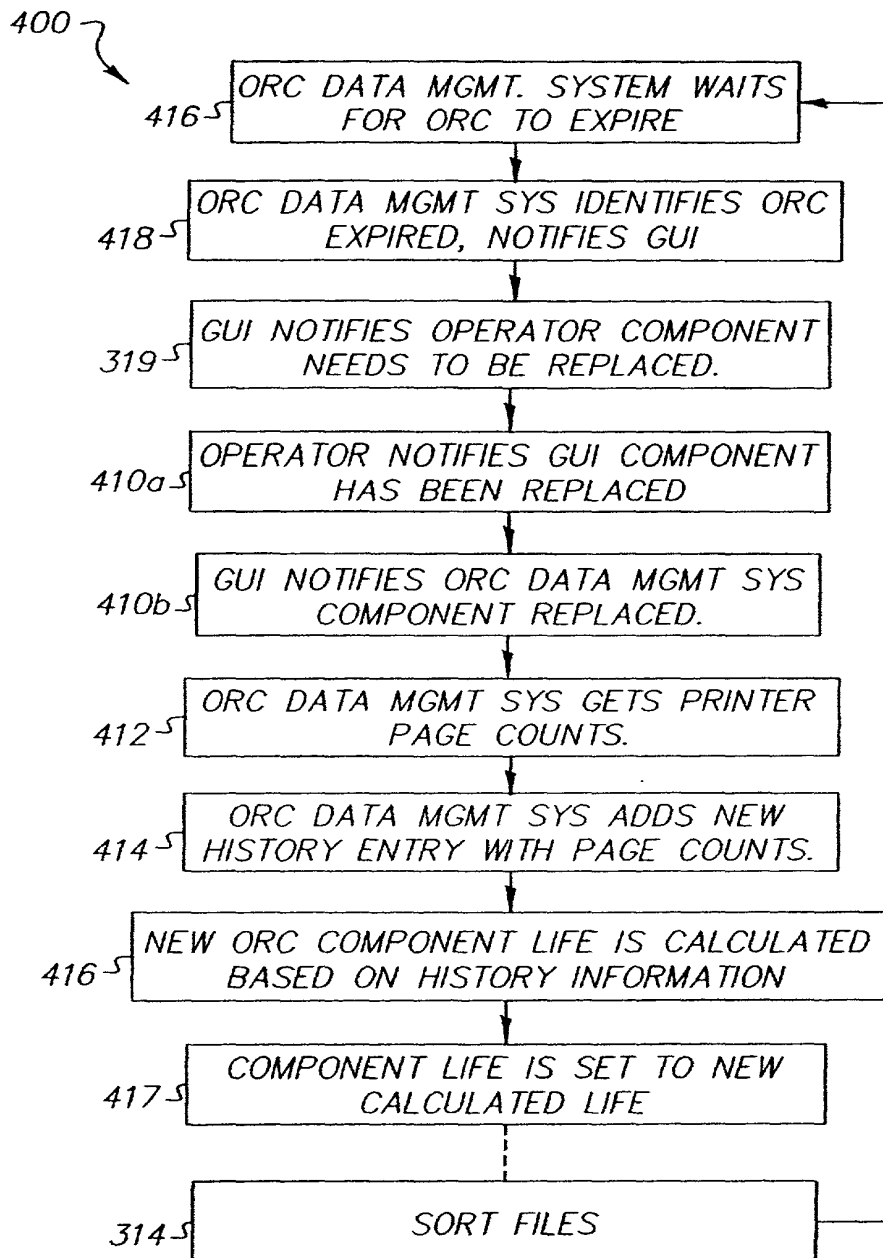 400
416
ORC DATA MGMT. SYSTEM WAITS
FOR ORC TO EXPIRE
418
ORC DATA MGMT SYS IDENTIFIES ORC
EXPIRED, NOTIFIES GUI
319
GUI NOTIFIES OPERATOR COMPONENT
NEEDS TO BE REPLACED.
410a
OPERATOR NOTIFIES GUI COMPONENT
HAS BEEN REPLACED
410b
GUI NOTIFIES ORC DATA MGMT SYS
COMPONENT REPLACED.
412
ORC DATA MGMT SYS GETS PRINTER
PAGE COUNTS.
414
ORC DATA MGMT SYS ADDS NEW
HISTORY ENTRY WITH PAGE COUNTS.
416
NEW ORC COMPONENT LIFE IS CALCULATED
BASED ON HISTORY INFORMATION
417
COMPONENT LIFE IS SET TO NEW
CALCULATED LIFE
314
SORT FILES